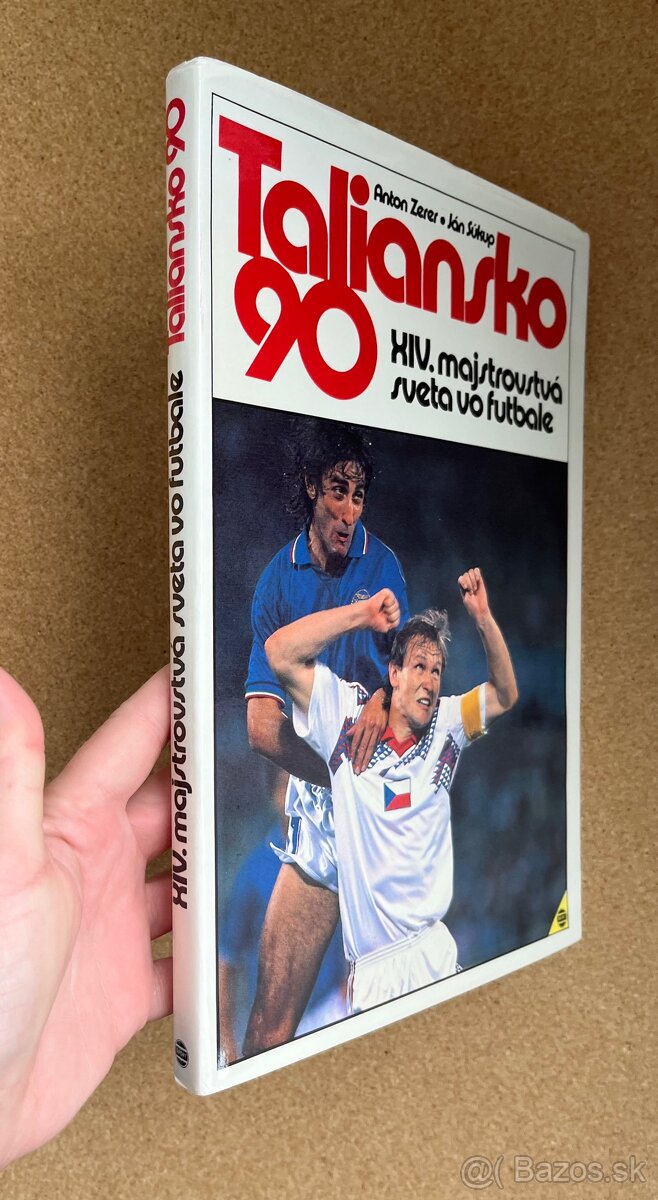 Taliansko 90
XIV. majstrovstvá sveta vo futbale
Anton Zerer • Ján Súkup
Taliansko
90
XIV. majstrovstvá
sveta vo futbale
@( Bazos.sk